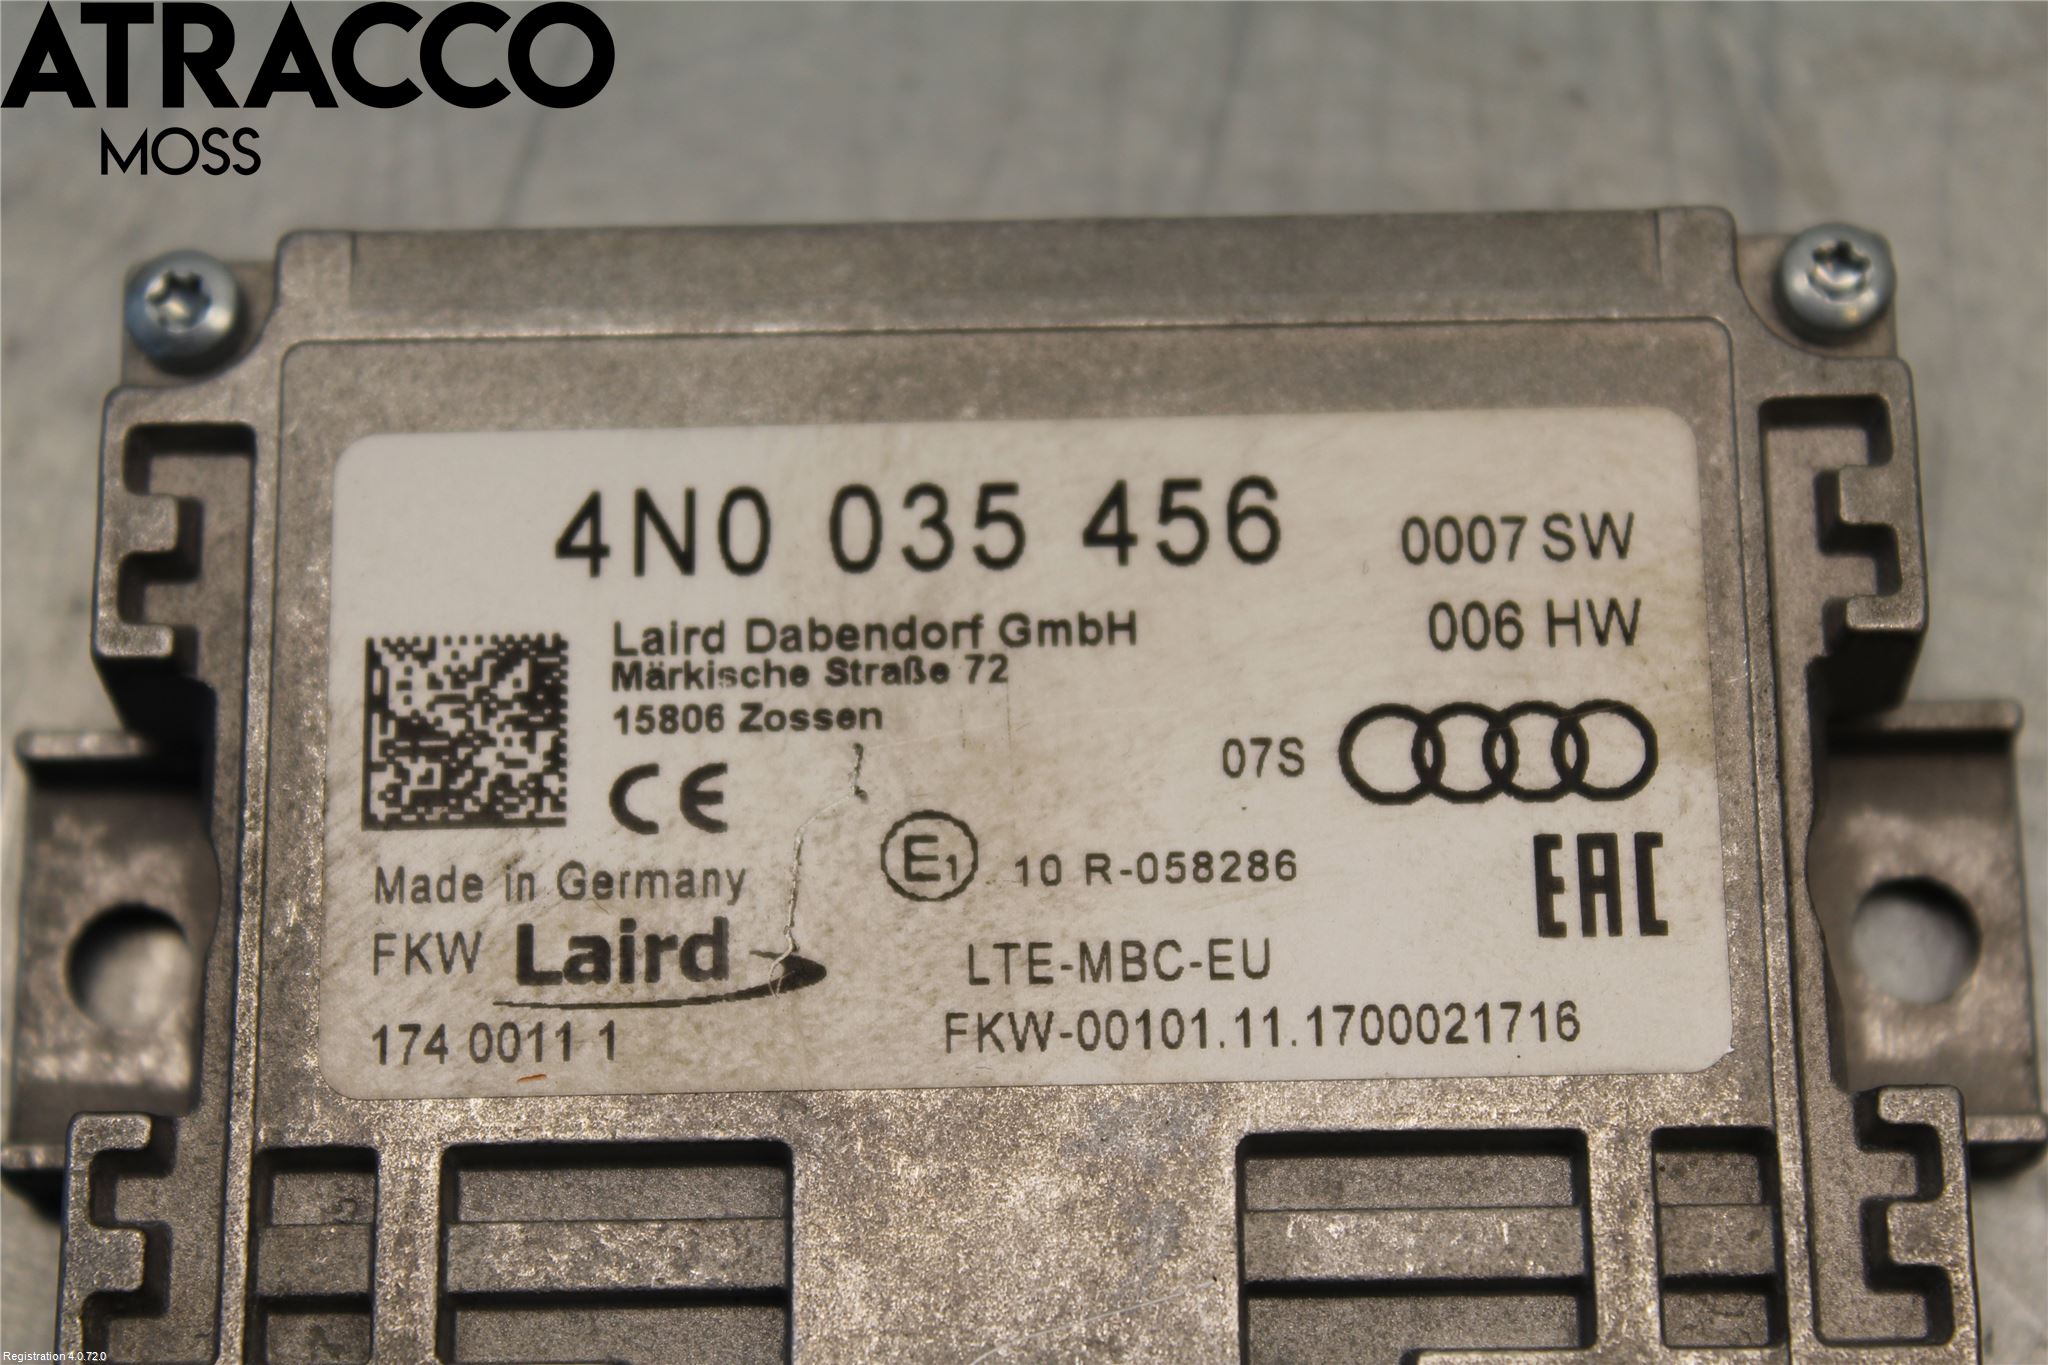 ATRACCO
MOSS
4N0 035 456
0007 SW
Laird Dabendorf GmbH
006 HW
Märkische Straße 72
15806 Zossen
07S
CE
E1 10 R-058286
EAC
Made in Germany
FKW Laird
LTE-MBC-EU
174 0011 1
FKW-00101.11.1700021716
Registration 4.0.72.0